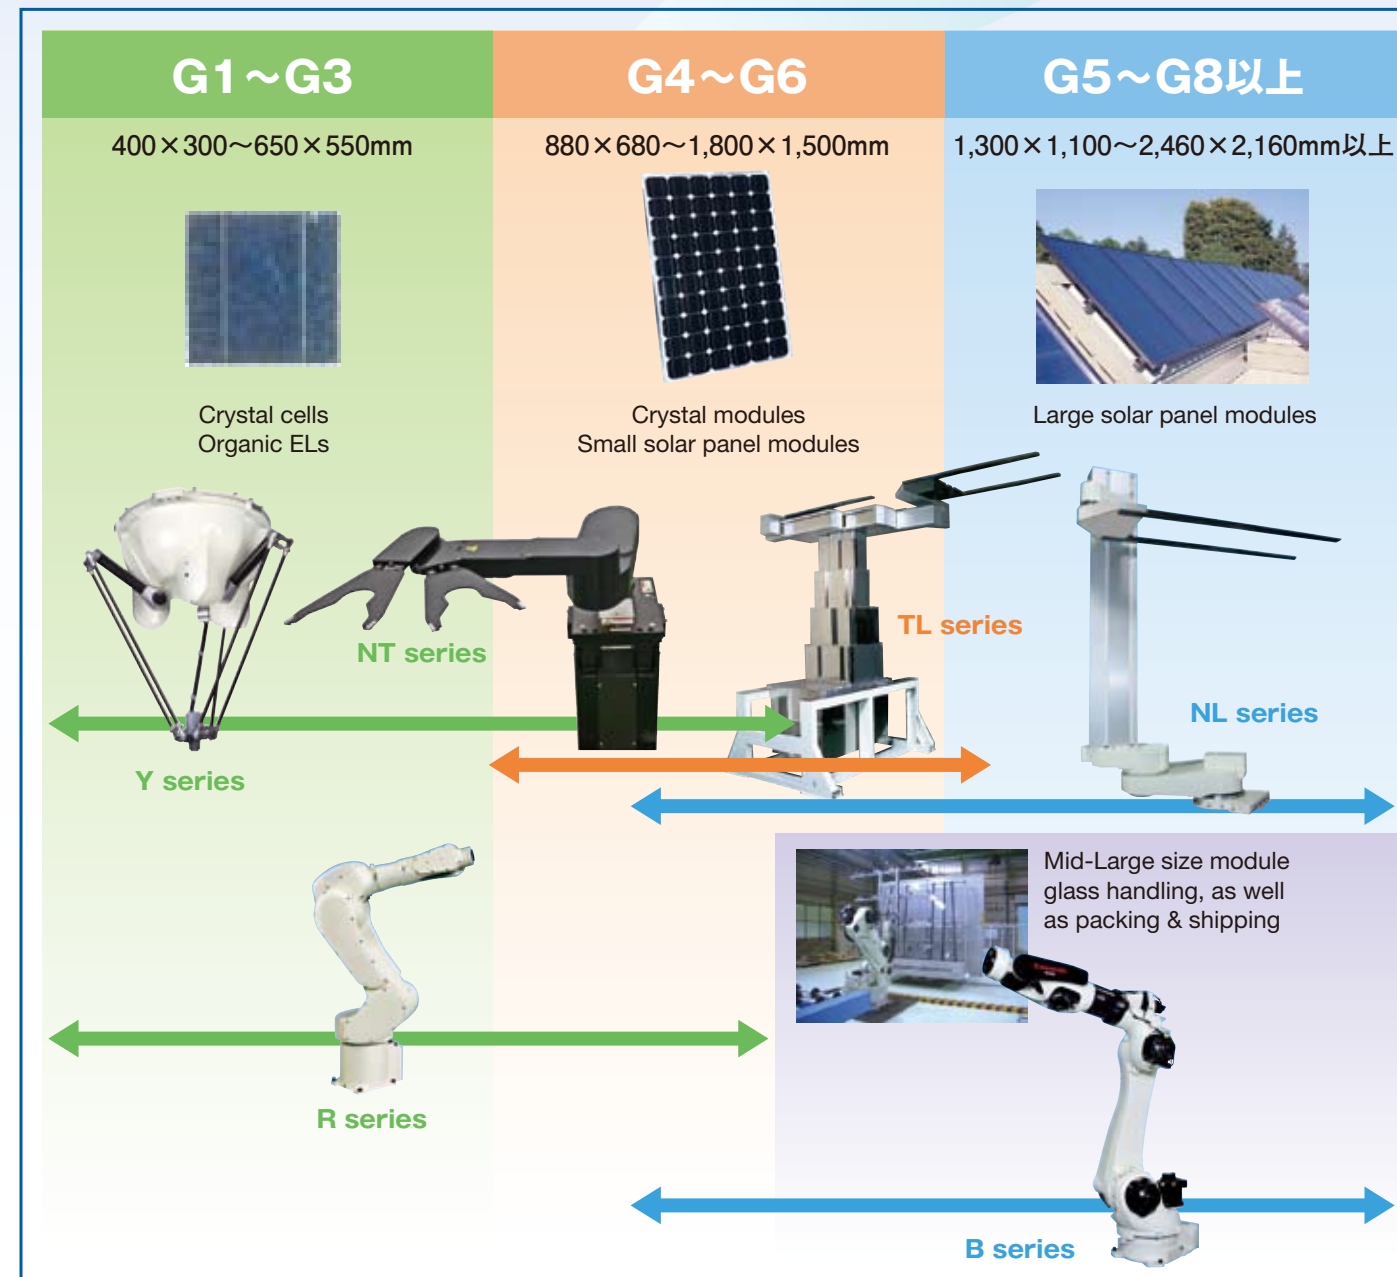 G1～G3
G4～G6
G5～G8以上
400×300～650×550mm
880×680～1,800×1,500mm
1,300×1,100～2,460×2,160mm以上
Crystal cells
Organic ELs
Crystal modules
Small solar panel modules
Large solar panel modules
NT series
TL series
NL series
Y series
Mid-Large size module
glass handling, as well
as packing & shipping
R series
B series